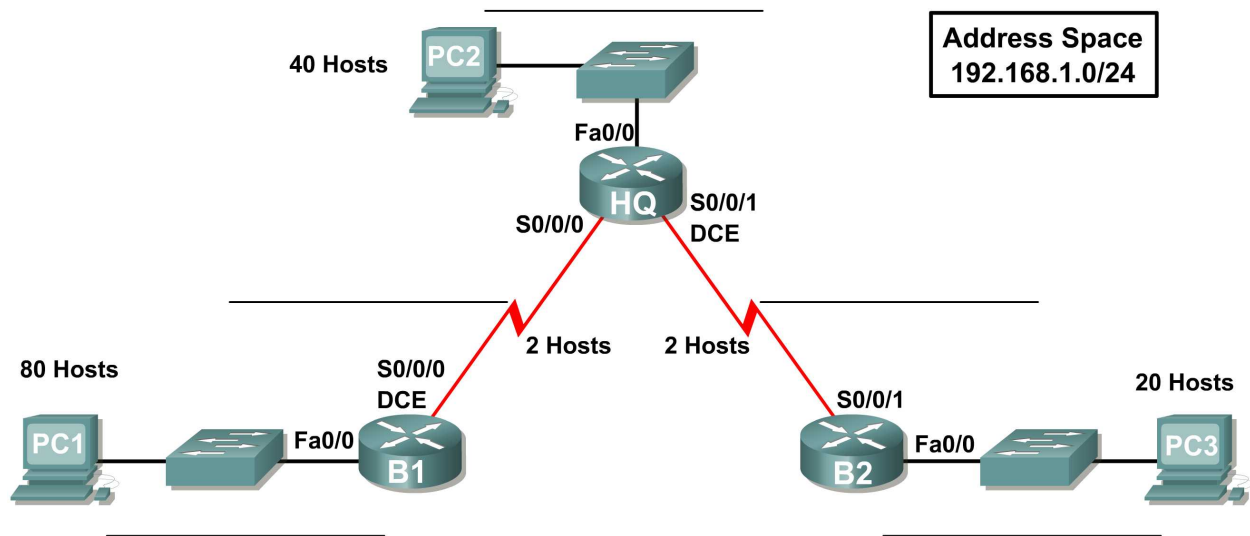 Address Space
192.168.1.0/24
PC2
40 Hosts
Fa0/0
HQ
S0/0/0
S0/0/1
DCE
2 Hosts
2 Hosts
80 Hosts
S0/0/0
DCE
S0/0/1
20 Hosts
PC1
Fa0/0
B1
B2
Fa0/0
PC3